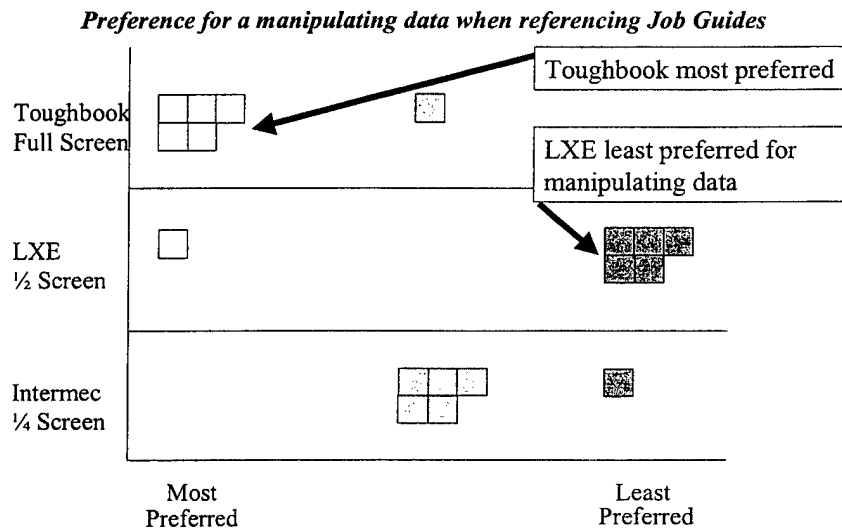 Preference for a manipulating data when referencing Job Guides
Toughbook most preferred
Toughbook
Full Screen
LXE least preferred for
manipulating data
LXE
½ Screen
Intermec
¼ Screen
Most
Preferred
Least
Preferred